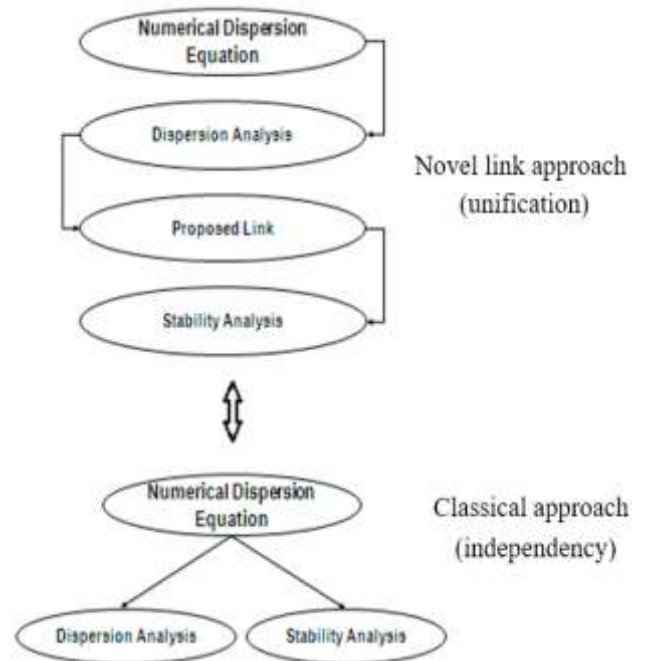 Numerical Dispersion
Equation
Dispersion Analysis
Novel link approach
(unification)
Proposed Link
Stability Analysis
Numerical Dispersion
Equation
Classical approach
(independency)
Dispersion Analysis
Stability Analysis